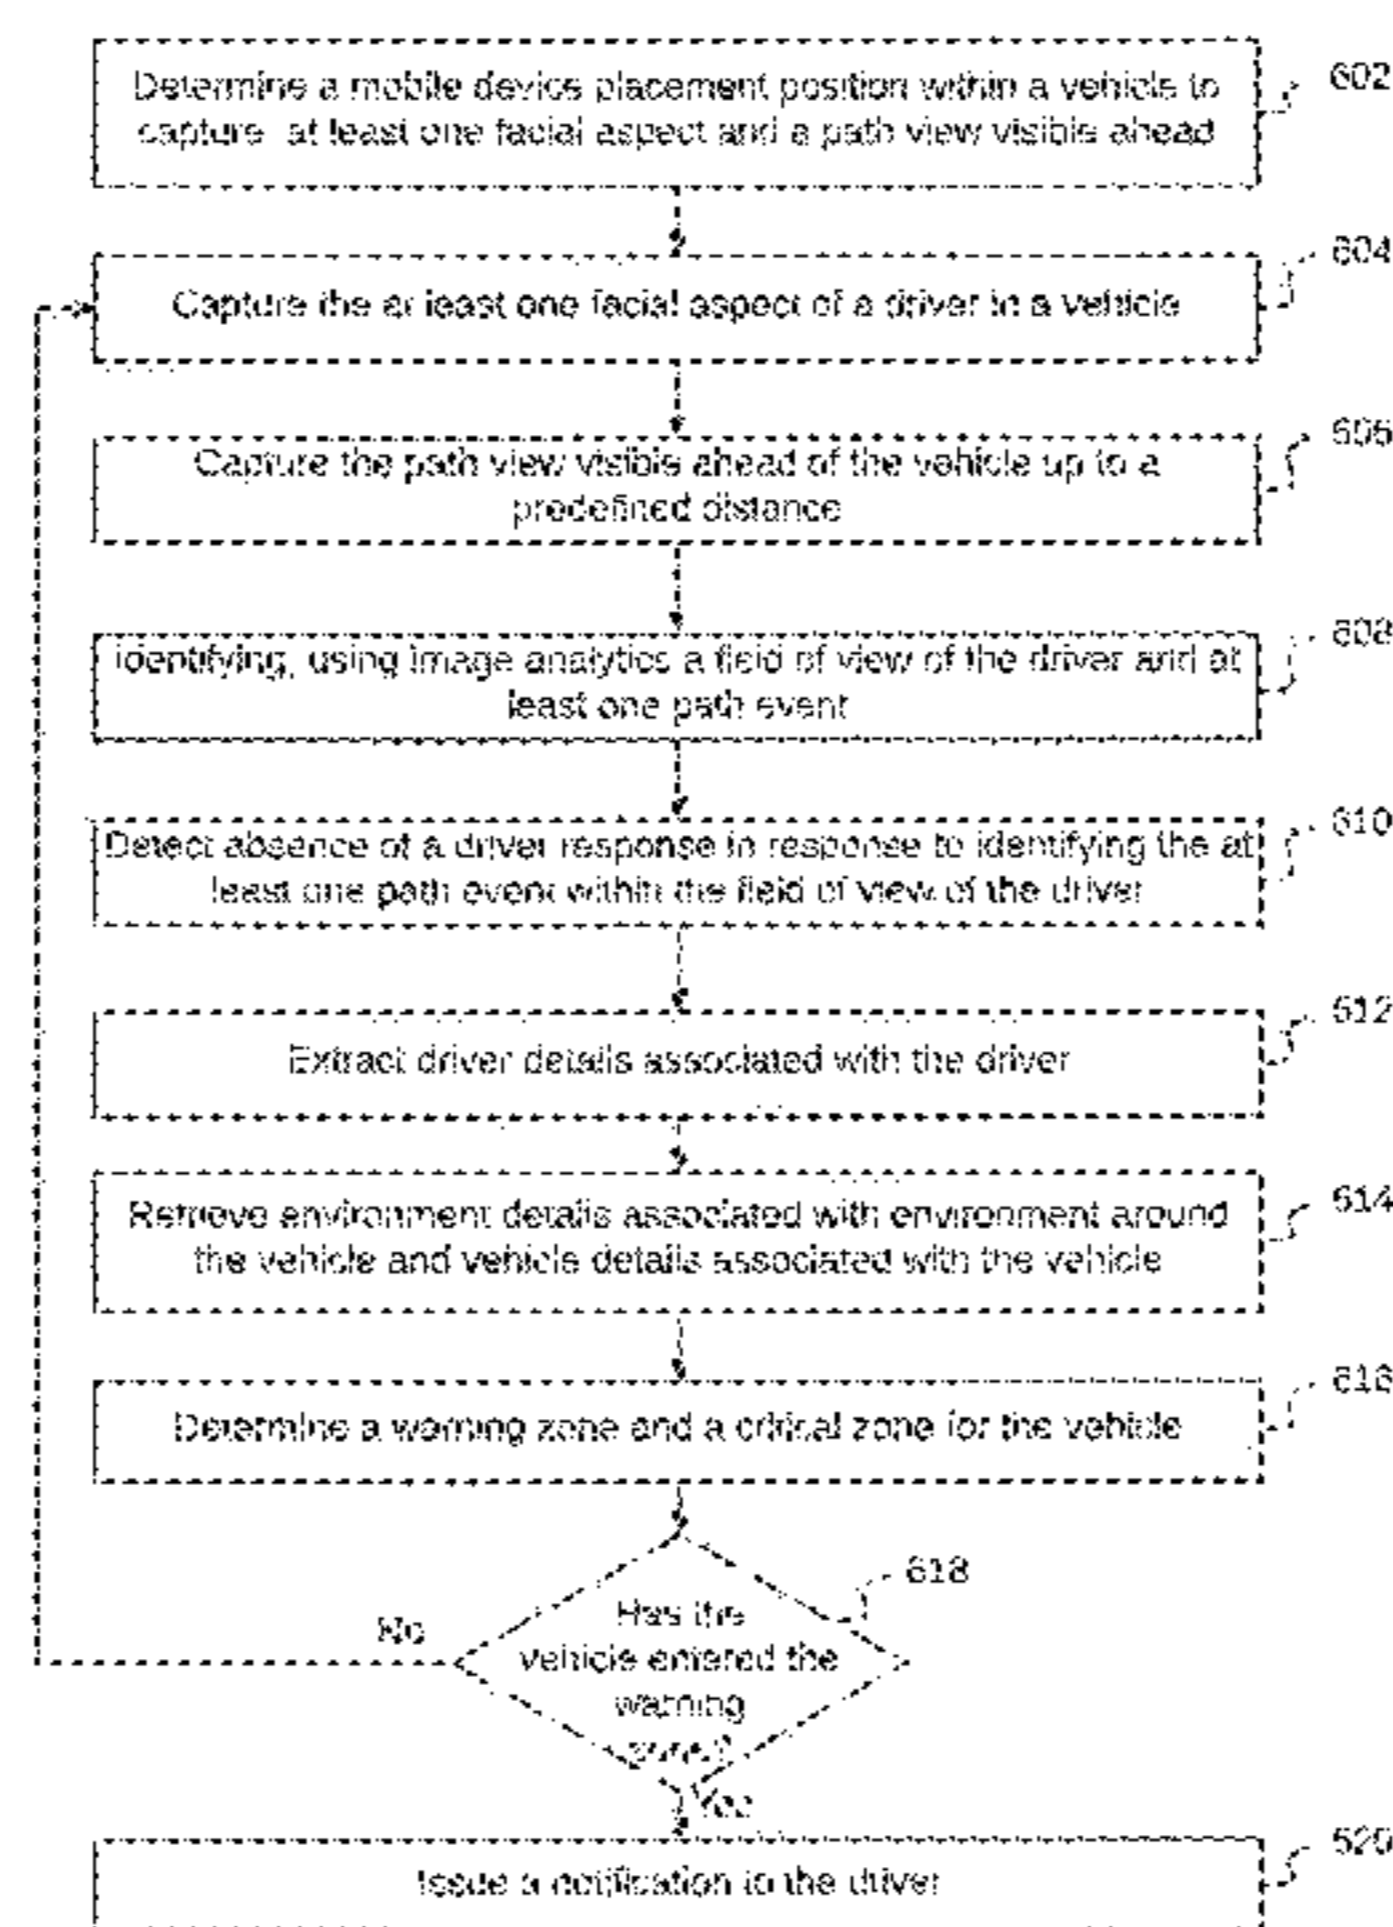 Determine a mobile device placement position within a vehicle to
capture at least one facial aspect and a path view visible ahead
602
Capture the at least one facial aspect of a driver in a vehicle
604
Capture the path view visible ahead of the vehicle up to a
predefined distance
606
identifying, using image analytics a field of view of the driver and at
least one path event
608
Detect absence of a driver response in response to identifying the at
least one path event within the field of view of the driver
610
Extract driver details associated with the driver
612
Retrieve environment details associated with environment around
the vehicle and vehicle details associated with the vehicle
614
Determine a warning zone and a critical zone for the vehicle
616
618
Has the
vehicle entered the
warning
zone?
No
Yes
Issue a notification to the driver
620